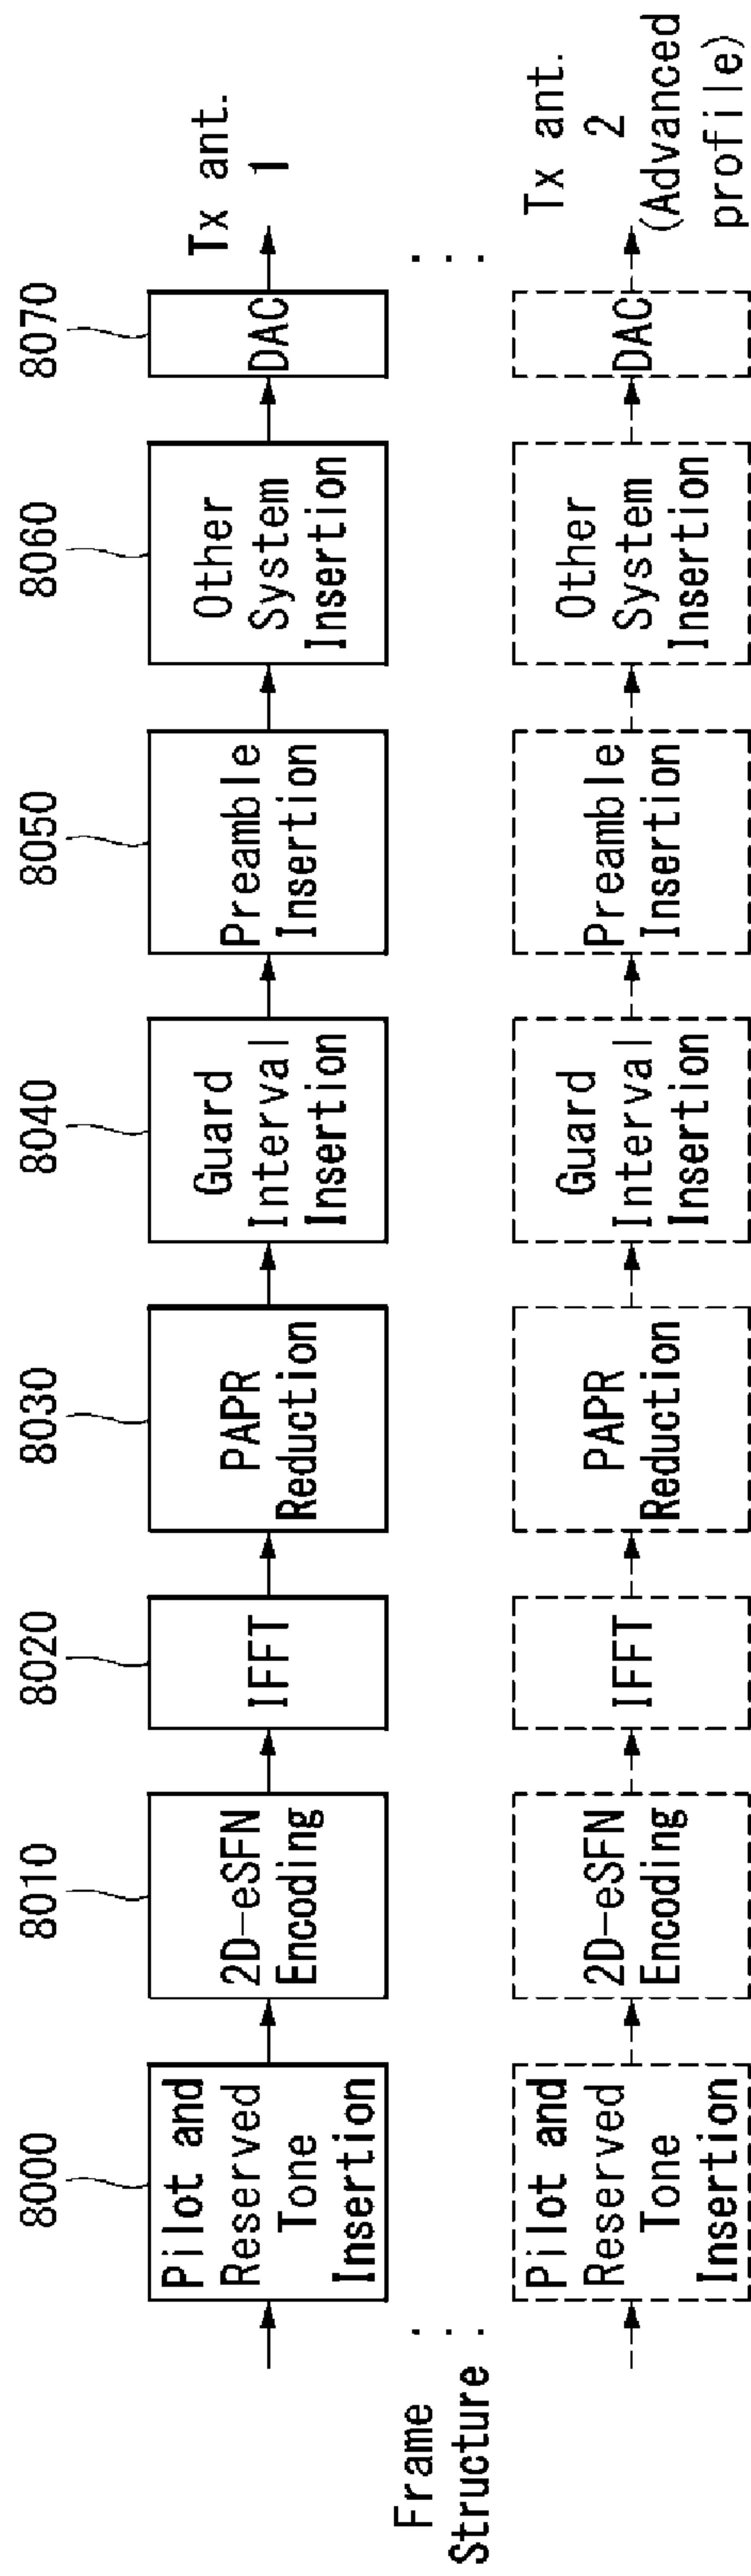 Frame
Structure
8000
Pilot and
Reserved
Tone
Insertion
8010
2D-eSFN
Encoding
8020
IFFT
8030
PAPR
Reduction
8040
Guard
Interval
Insertion
8050
Preamble
Insertion
8060
Other
System
Insertion
8070
DAC
Tx ant.
1
Pilot and
Reserved
Tone
Insertion
2D-eSFN
Encoding
IFFT
PAPR
Reduction
Guard
Interval
Insertion
Preamble
Insertion
Other
System
Insertion
DAC
Tx ant.
2
(Advanced
profile)